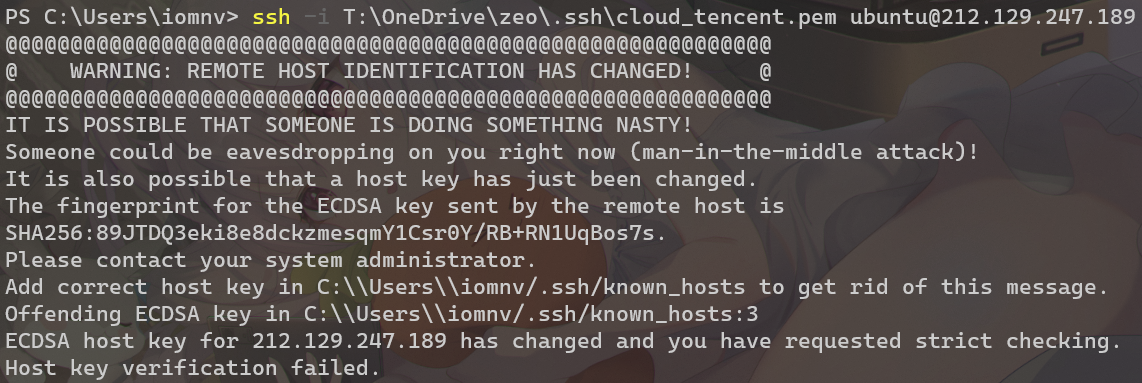 PS C:\Users\iomnv> ssh -i T:\OneDrive\zeo\.ssh\cloud_tencent.pem ubuntu@212.129.247.189
@@@@@@@@@@@@@@@@@@@@@@@@@@@@@@@@@@@@@@@@@@@@@@@@@@@@@@@@@@@
@    WARNING: REMOTE HOST IDENTIFICATION HAS CHANGED!     @
@@@@@@@@@@@@@@@@@@@@@@@@@@@@@@@@@@@@@@@@@@@@@@@@@@@@@@@@@@@
IT IS POSSIBLE THAT SOMEONE IS DOING SOMETHING NASTY!
Someone could be eavesdropping on you right now (man-in-the-middle attack)!
It is also possible that a host key has just been changed.
The fingerprint for the ECDSA key sent by the remote host is
SHA256:89JTDQ3eki8e8dckzmesqmY1Csr0Y/RB+RN1UqBos7s.
Please contact your system administrator.
Add correct host key in C:\\Users\\iomnv/.ssh/known_hosts to get rid of this message.
Offending ECDSA key in C:\\Users\\iomnv/.ssh/known_hosts:3
ECDSA host key for 212.129.247.189 has changed and you have requested strict checking.
Host key verification failed.